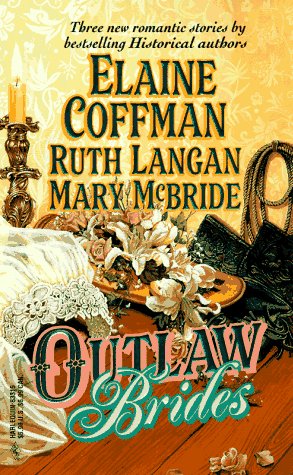 Three new romantic stories by
bestselling Historical authors
ELAINE
COFFMAN
RUTH LANGAN
MARY MCBRIDE
OUTLAW
Brides